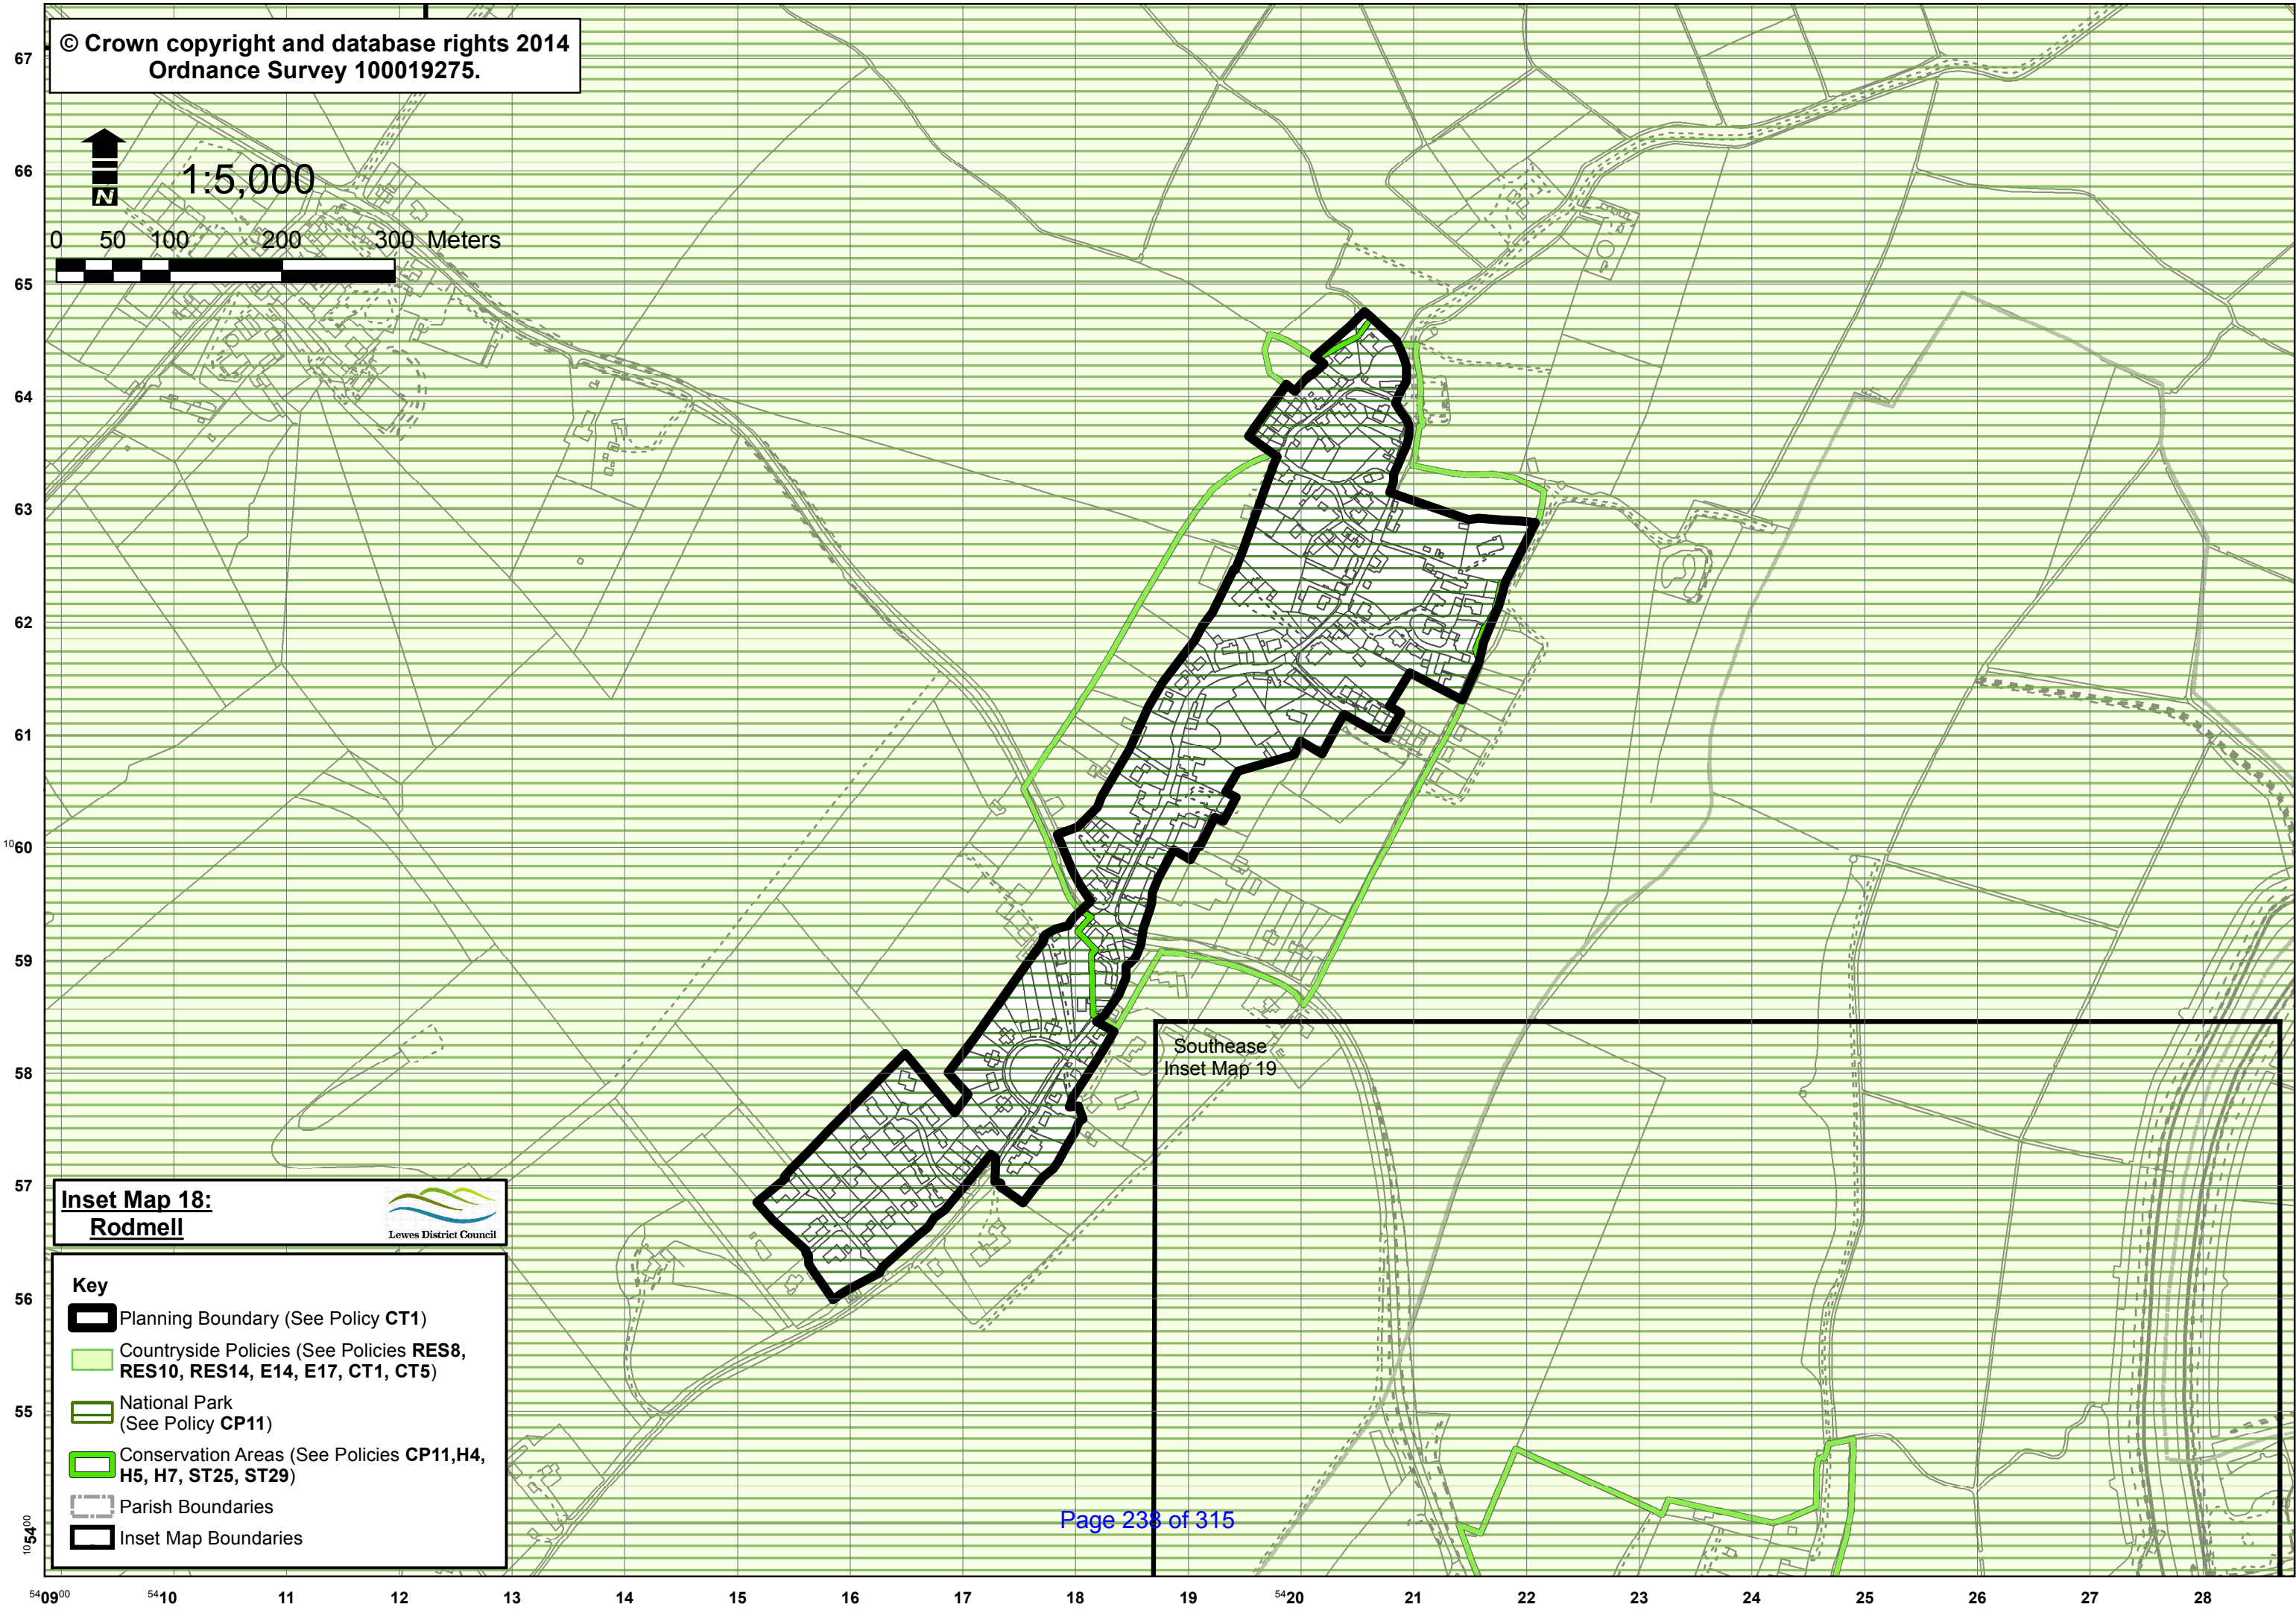 © Crown copyright and database rights 2014
Ordnance Survey 100019275.
67
66
65
64
63
62
61
1060
59
58
57
56
55
105400
N
1:5,000
0 50 100 200 300 Meters
Southease
Inset Map 19
Inset Map 18:
Rodmell
Lewes District Council
Key
Planning Boundary (See Policy CT1)
Countryside Policies (See Policies RES8,
RES10, RES14, E14, E17, CT1, CT5)
National Park
(See Policy CP11)
Conservation Areas (See Policies CP11,H4,
H5, H7, ST25, ST29)
Parish Boundaries
Inset Map Boundaries
Page 238 of 315
540900 5410 11 12 13 14 15 16 17 18 19 5420 21 22 23 24 25 26 27 28